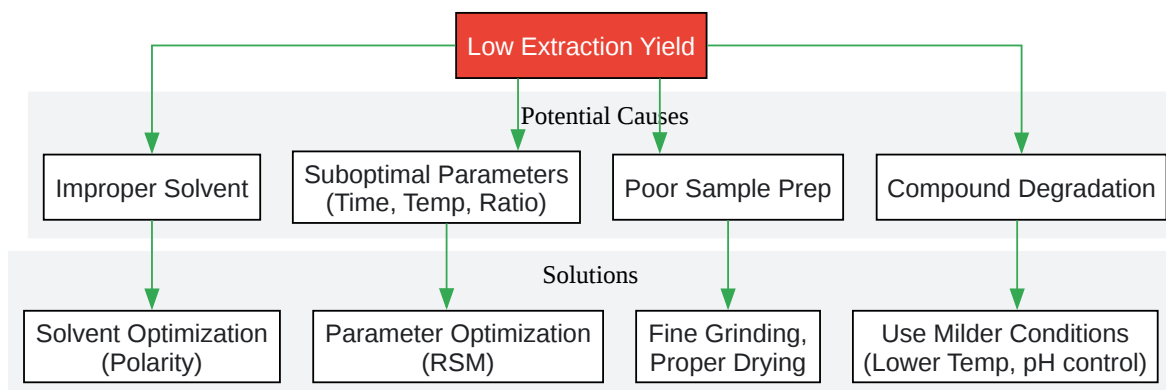 Low Extraction Yield
Potential Causes
Improper Solvent
Suboptimal Parameters
(Time, Temp, Ratio)
Poor Sample Prep
Compound Degradation
Solutions
Solvent Optimization
(Polarity)
Parameter Optimization
(RSM)
Fine Grinding,
Proper Drying
Use Milder Conditions
(Lower Temp, pH control)